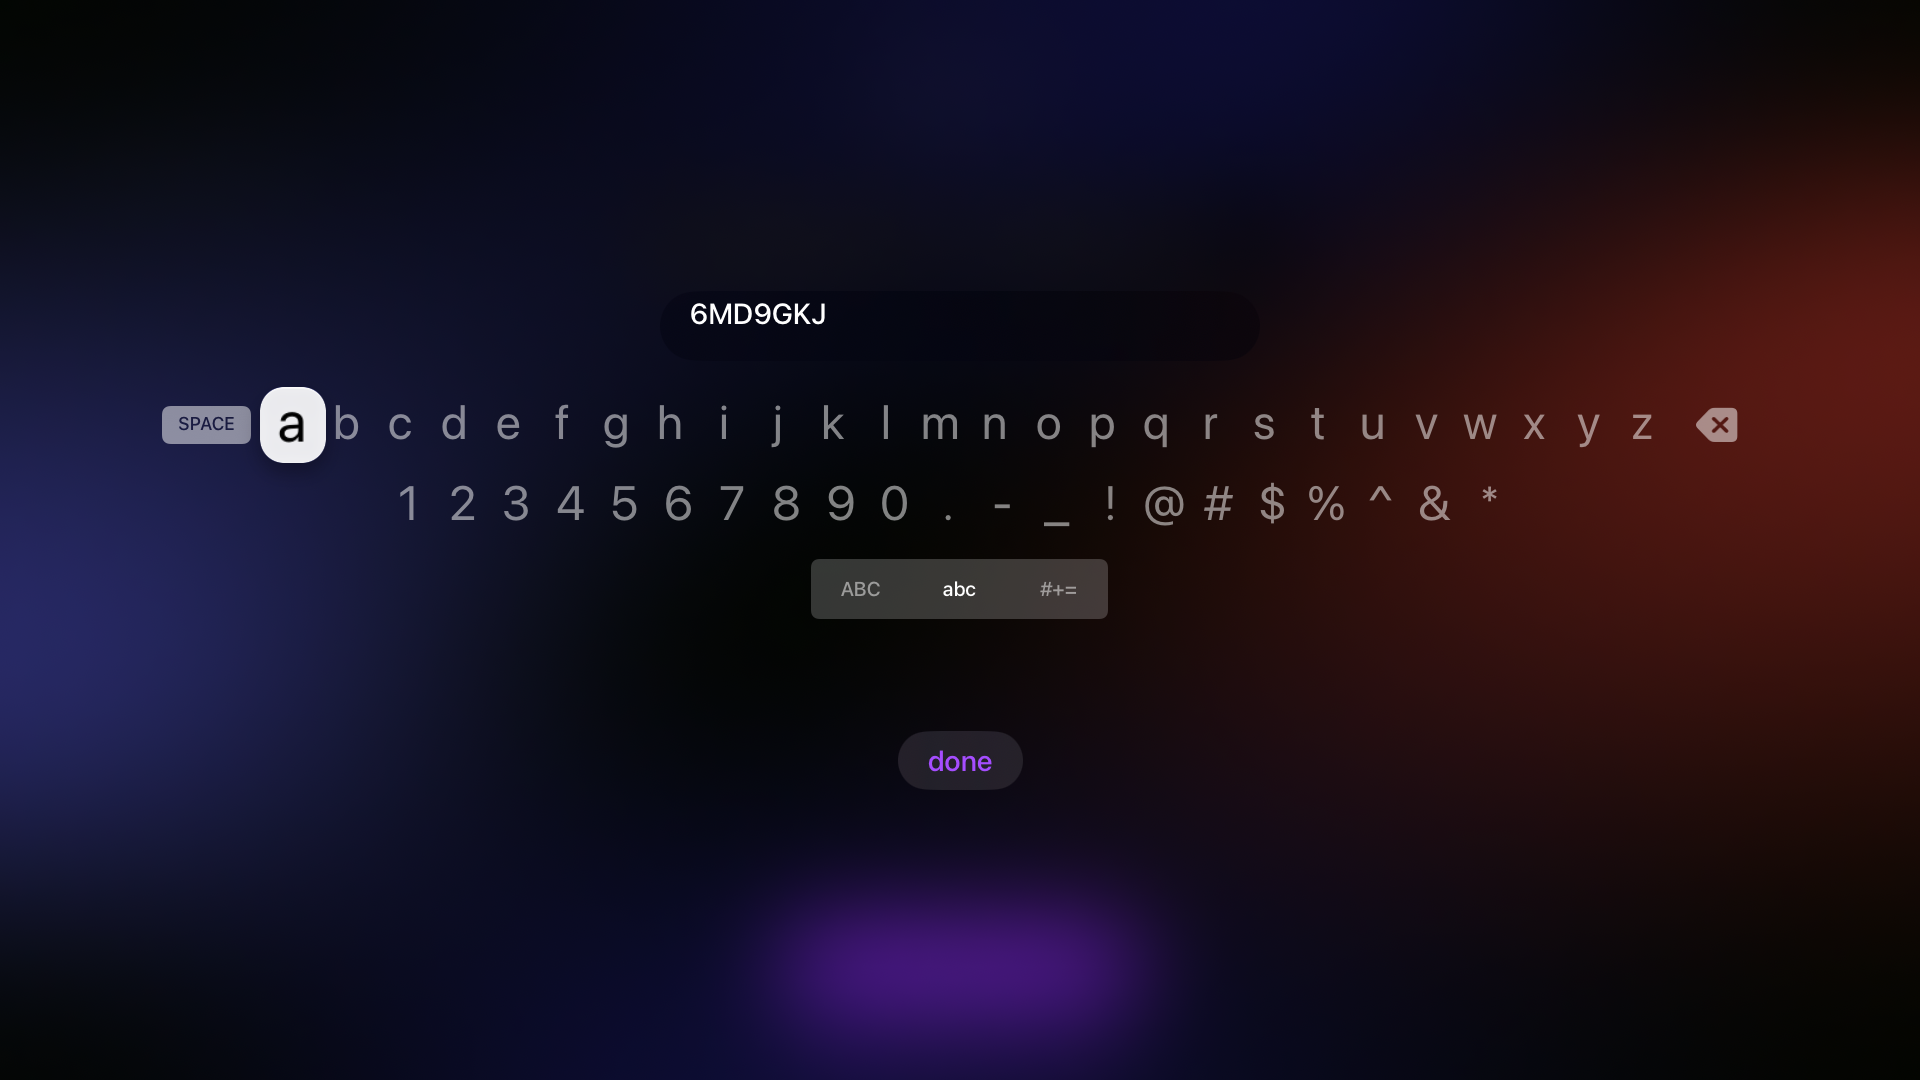 6MD9GKJ
SPACE a b c d e f g h i j k l m n o p q r s t u v w x y z
1 2 3 4 5 6 7 8 9 0 . - _ ! @ # $ % ^ & *
ABC abc #+=
done